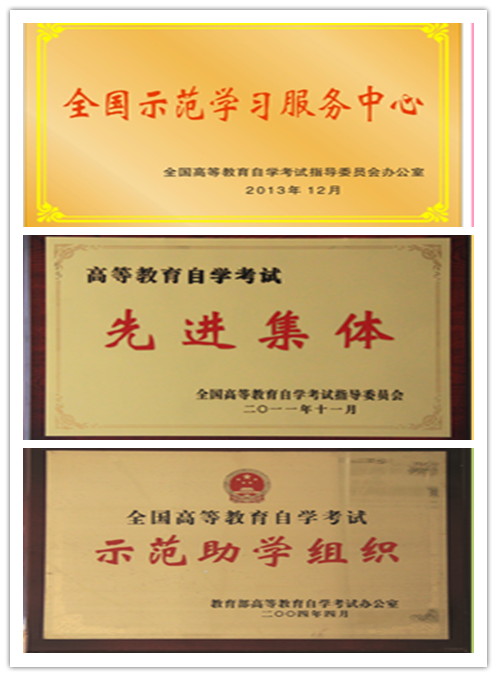 全国示范学习服务中心
全国高等教育自学考试指导委员会办公室
2013年 12月
高等教育自学考试
先进集体
全国高等教育自学考试指导委员会
二〇一一年十一月
全国高等教育自学考试
示范助学组织
教育部高等教育自学考试办公室
二〇〇四年四月